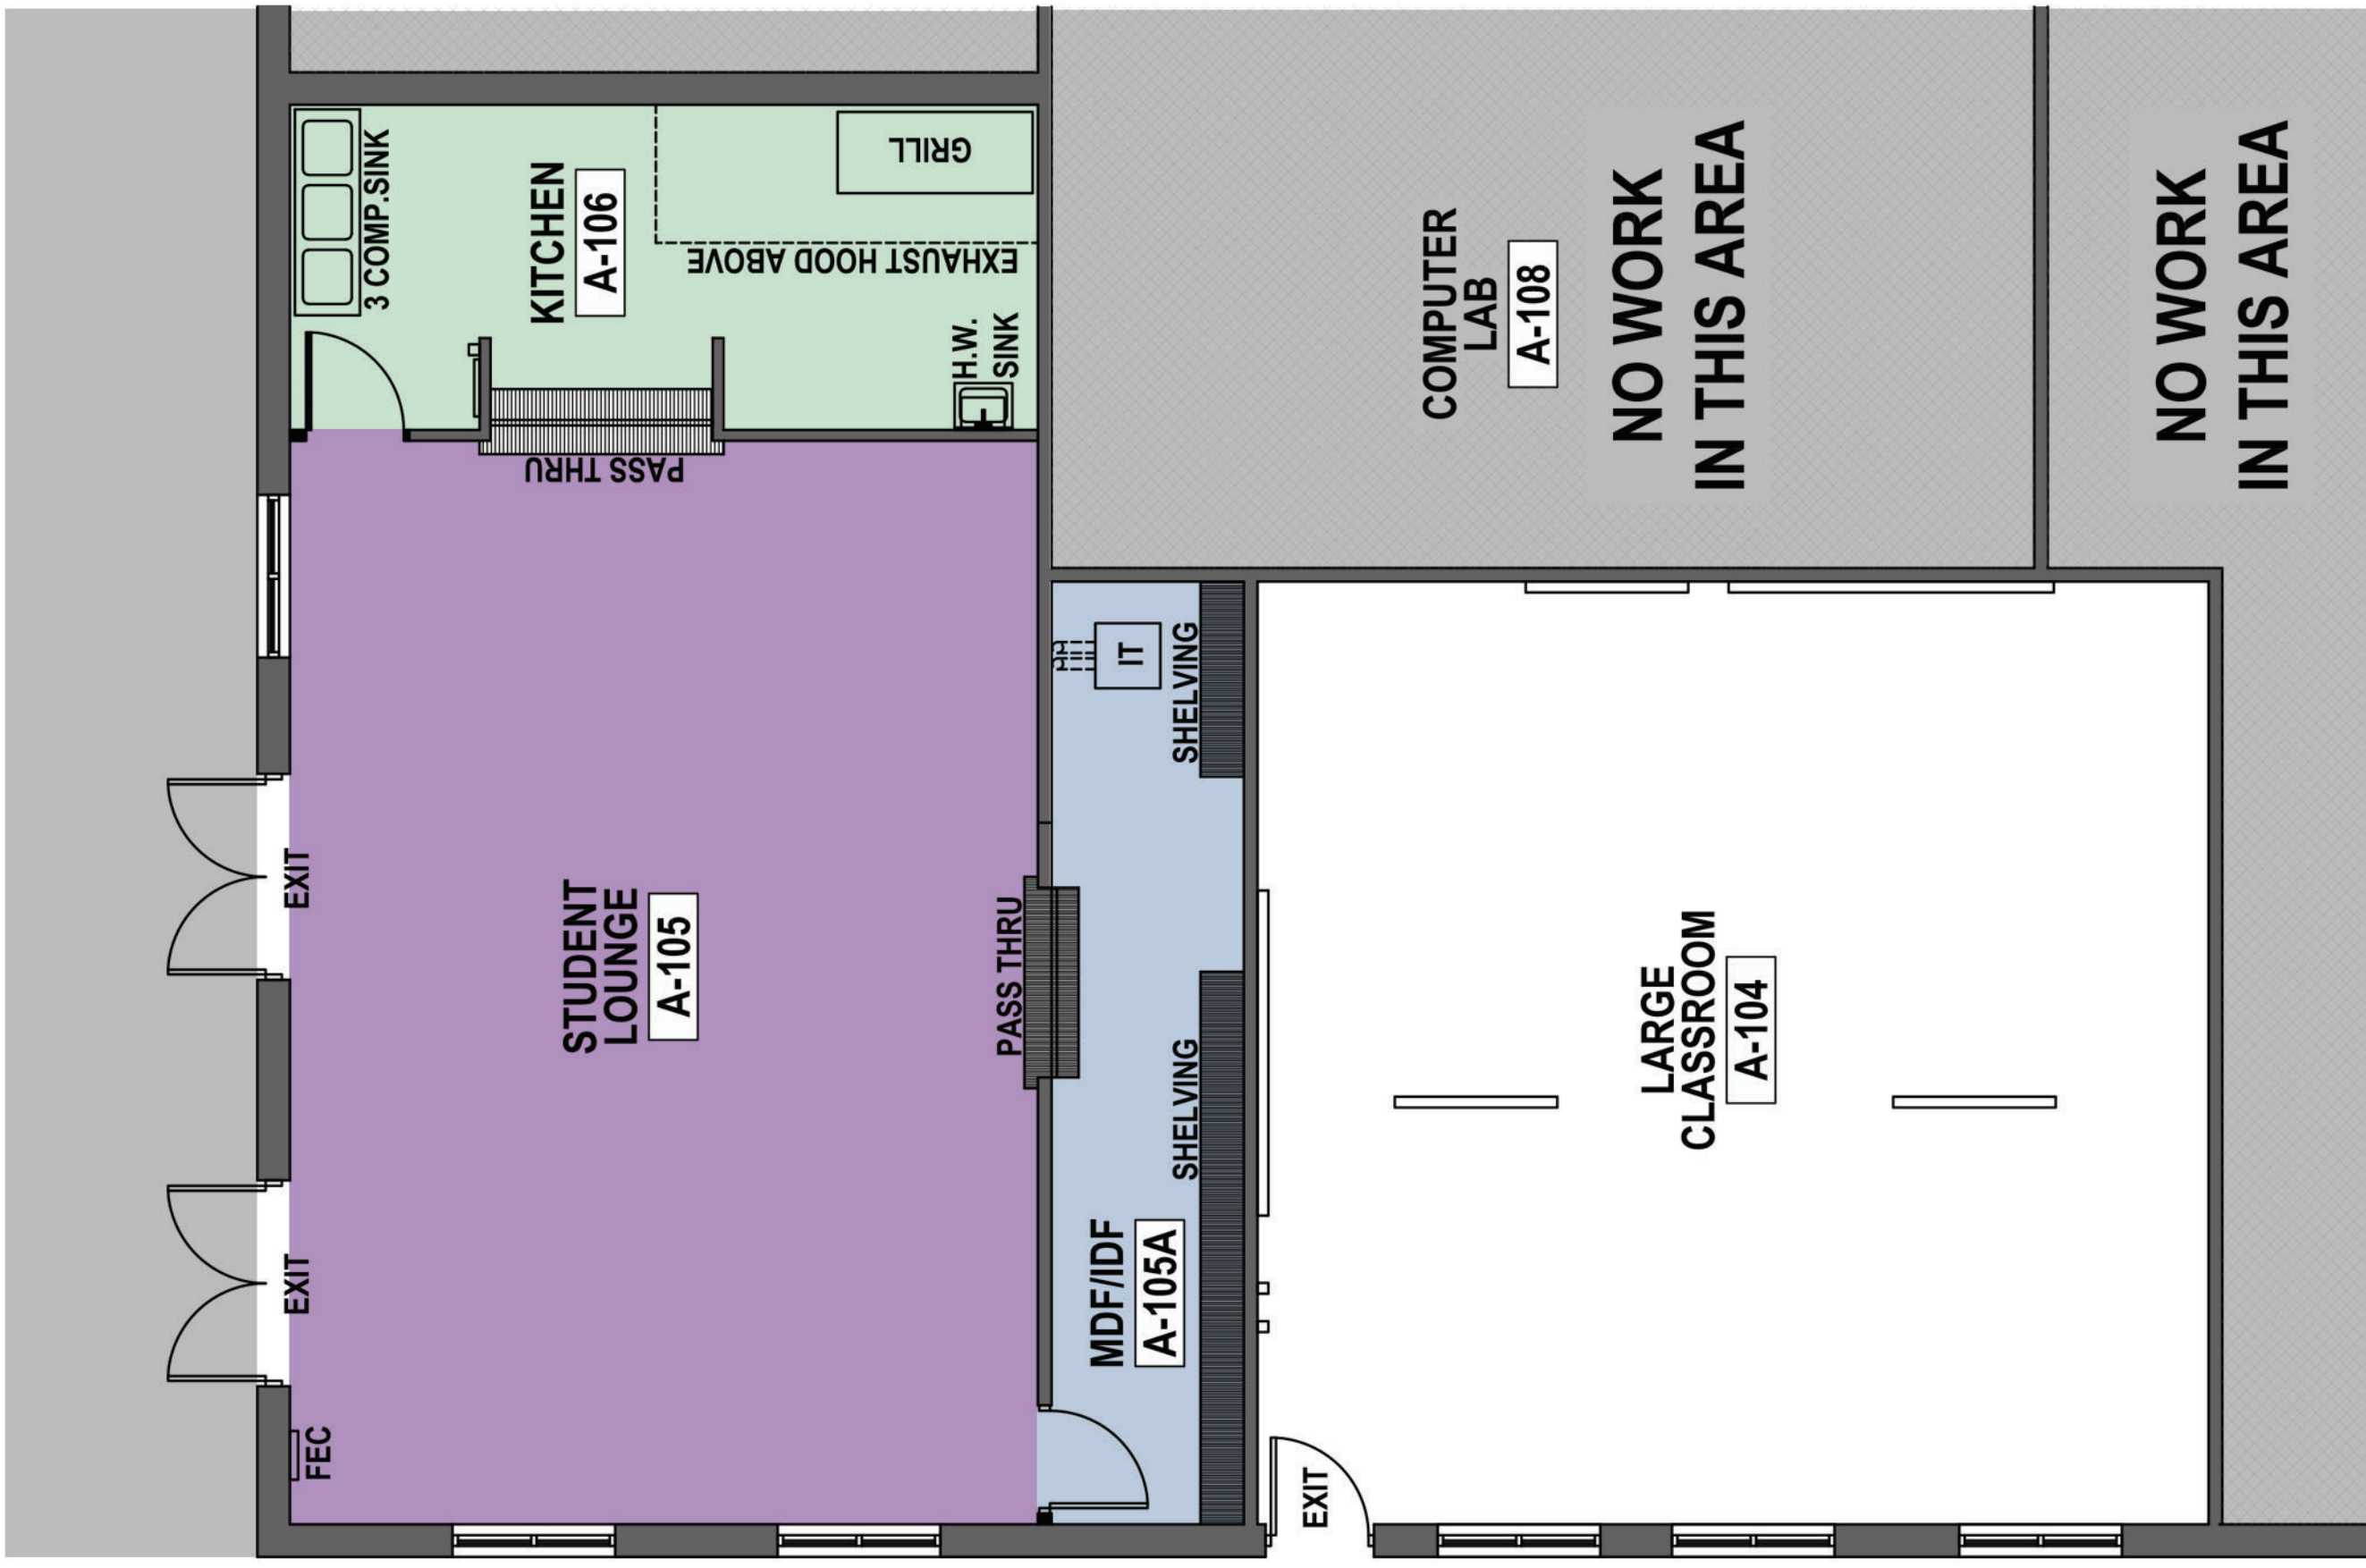 3 COMP.SINK
KITCHEN
A-106
GRILL
EXHAUST HOOD ABOVE
H.W.
SINK
PASS THRU
COMPUTER
LAB
A-108
NO WORK
IN THIS AREA
NO WORK
IN THIS AREA
EXIT
STUDENT
LOUNGE
A-105
PASS THRU
IT
SHELVING
SHELVING
EXIT
FEC
MDF/IDF
A-105A
LARGE
CLASSROOM
A-104
EXIT